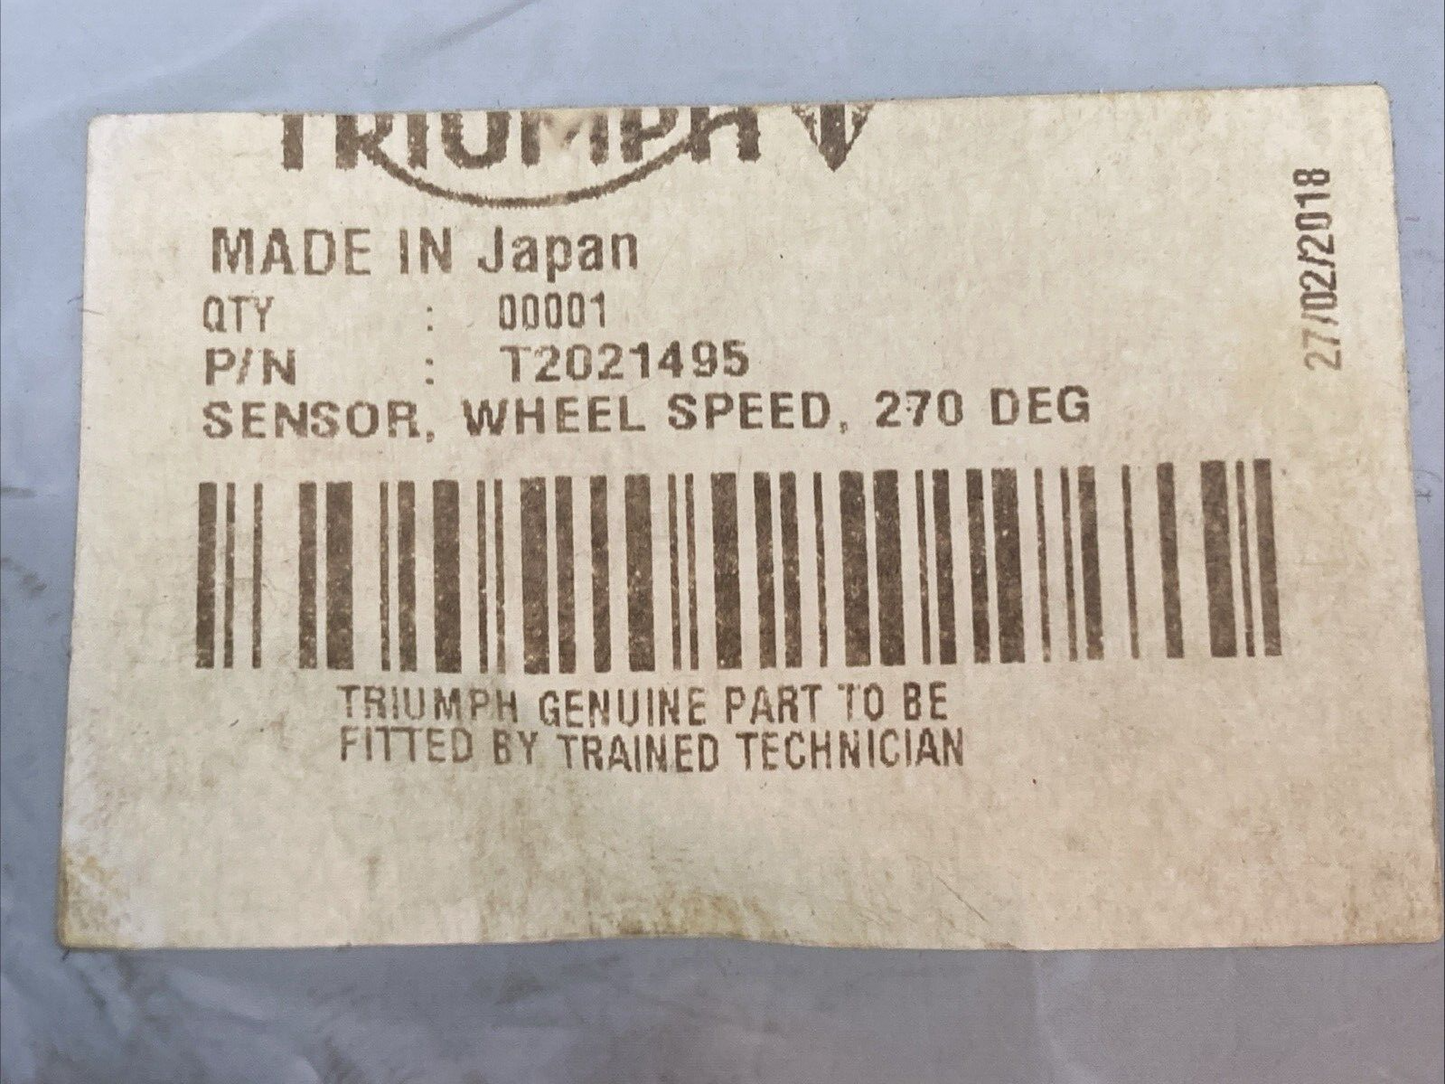 TRIUMPH
MADE IN Japan
QTY : 00001
P/N : T2021495
SENSOR, WHEEL SPEED, 270 DEG
TRIUMPH GENUINE PART TO BE
FITTED BY TRAINED TECHNICIAN
27/02/2018